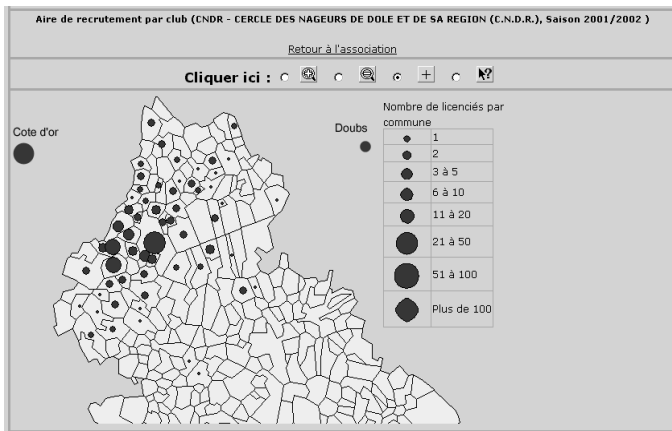 Aire de recrutement par club (CNDR - CERCLE DES NAGEURS DE DOLE ET DE SA REGION (C.N.D.R.), Saison 2001/2002 )
Retour à l'association
Cliquer ici :
Cote d'or
Doubs
Nombre de licenciés par
commune
1
2
3 à 5
6 à 10
11 à 20
21 à 50
51 à 100
Plus de 100